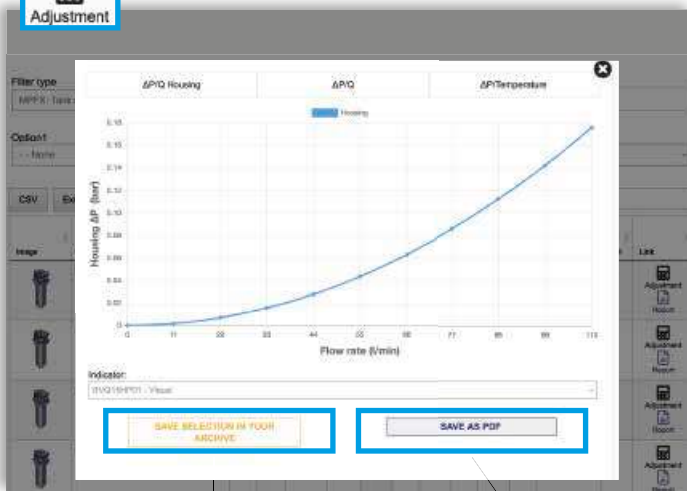 Adjustment
Filter type
Option1
- - None
CSV
ΔP/Q Housing
ΔP/Q
ΔP/Temperature
Housing
Housing ΔP (bar)
0.18
0.14
0.10
0.08
0.06
0.04
0.02
0
0 11 22 33 44 55 66 77 88 99 110
Flow rate (l/min)
Indicator:
- Visual
SAVE SELECTION IN YOUR
ARCHIVE
SAVE AS PDF
Image
Link
Adjustment
Report
Adjustment
Report
Adjustment
Report
Adjustment
Report